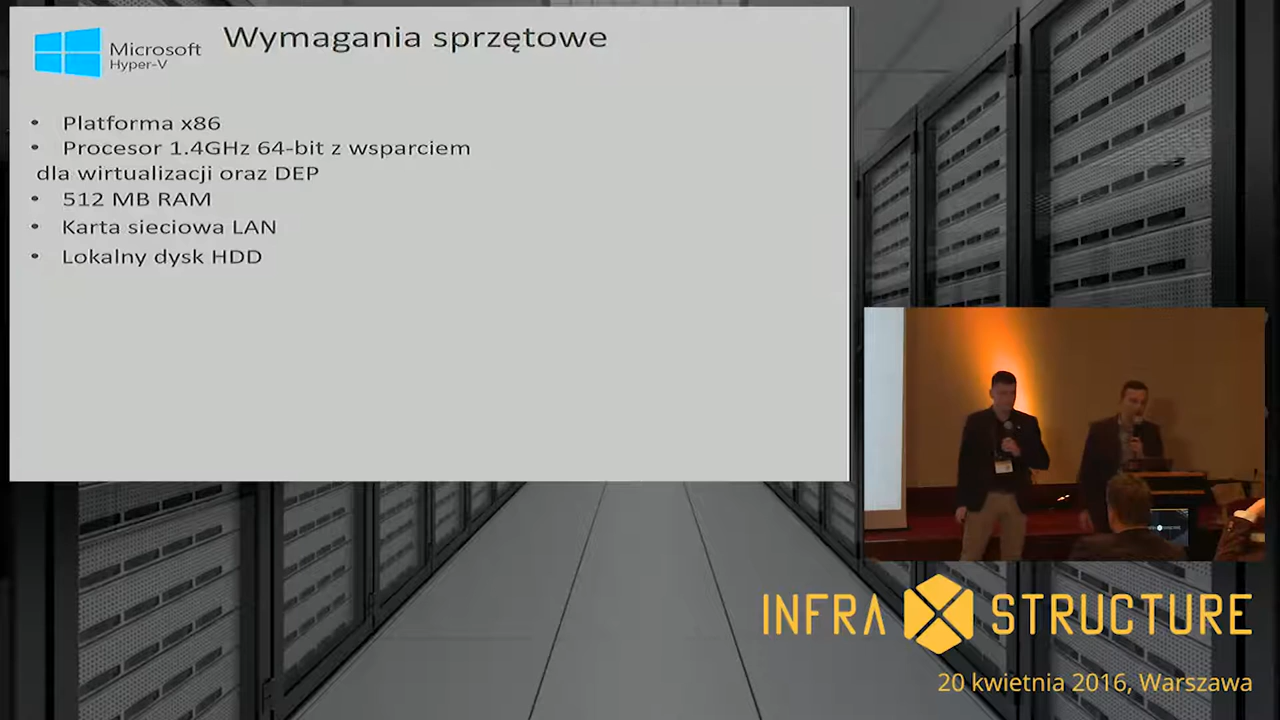 Microsoft
Hyper-V
Wymagania sprzętowe
• Platforma x86
• Procesor 1.4GHz 64-bit z wsparciem
dla wirtualizacji oraz DEP
• 512 MB RAM
• Karta sieciowa LAN
• Lokalny dysk HDD
INFRA STRUCTURE
20 kwietnia 2016, Warszawa